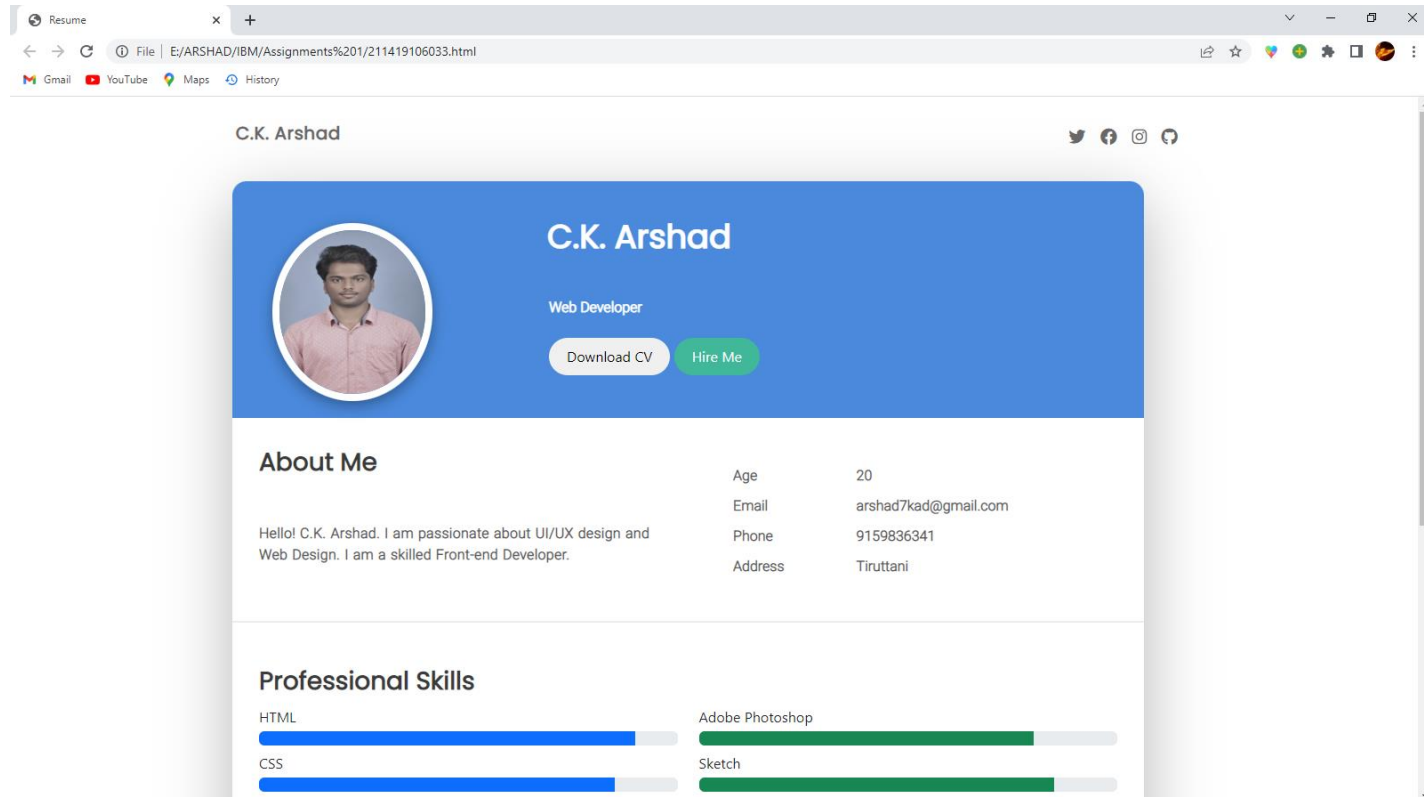 Resume
File | E:/ARSHAD/IBM/Assignments%201/211419106033.html
Gmail YouTube Maps History
C.K. Arshad
C.K. Arshad
Web Developer
Download CV Hire Me
About Me
Age 20
Email arshad7kad@gmail.com
Hello! C.K. Arshad. I am passionate about UI/UX design and
Web Design. I am a skilled Front-end Developer.
Phone 9159836341
Address Tiruttani
Professional Skills
HTML Adobe Photoshop
CSS Sketch